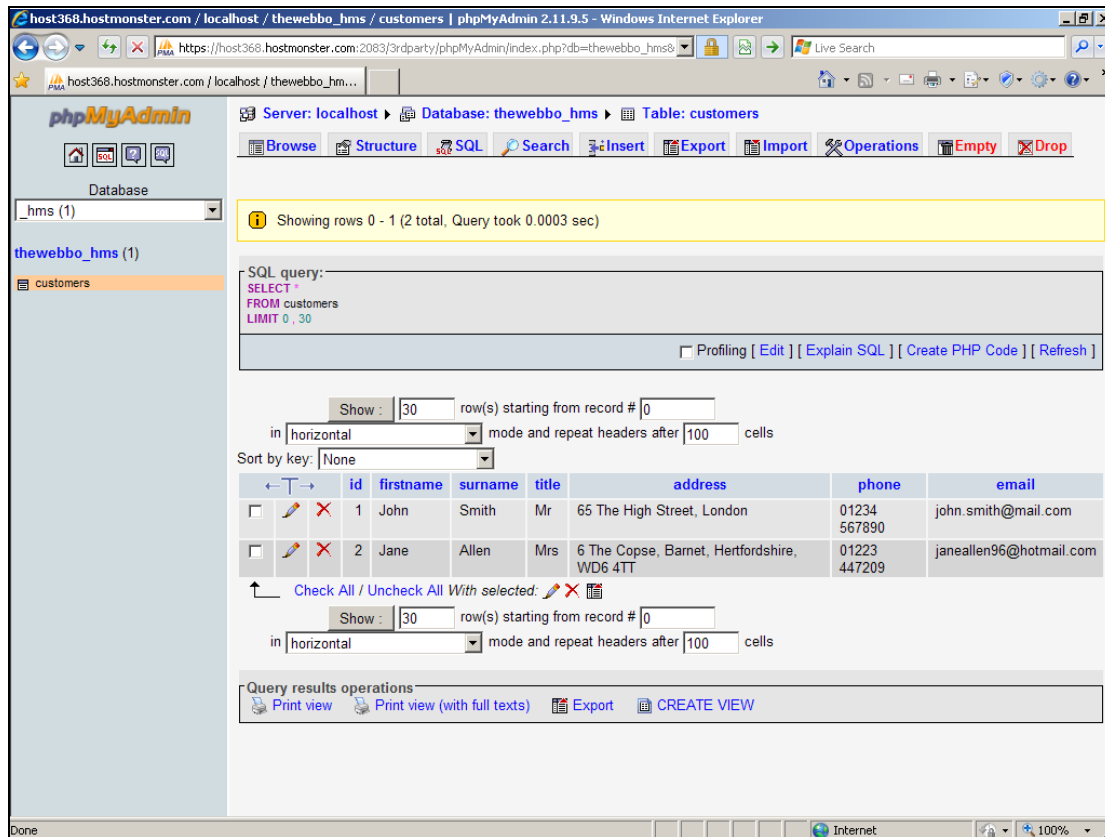 host368.hostmonster.com / localhost / thewebbo_hms / customers | phpMyAdmin 2.11.9.5 - Windows Internet Explorer
https://host368.hostmonster.com:2083/3rdparty/phpMyAdmin/index.php?db=thewebbo_hms&
Live Search
host368.hostmonster.com / localhost / thewebbo_hm...
phpMyAdmin
Server: localhost Database: thewebbo_hms Table: customers
Browse Structure SQL Search Insert Export Import Operations Empty Drop
Database
_hms (1)
thewebbo_hms (1)
customers
Showing rows 0 - 1 (2 total, Query took 0.0003 sec)
SQL query:
SELECT *
FROM customers
LIMIT 0 , 30
Profiling [ Edit ] [ Explain SQL ] [ Create PHP Code ] [ Refresh ]
Show : 30 row(s) starting from record # 0
in horizontal mode and repeat headers after 100 cells
Sort by key: None
←T→ id firstname surname title address phone email
1 John Smith Mr 65 The High Street, London 01234 567890 john.smith@mail.com
2 Jane Allen Mrs 6 The Copse, Barnet, Hertfordshire, WD6 4TT 01223 447209 janeallen96@hotmail.com
Check All / Uncheck All With selected:
Show : 30 row(s) starting from record # 0
in horizontal mode and repeat headers after 100 cells
Query results operations
Print view Print view (with full texts) Export CREATE VIEW
Done Internet 100%